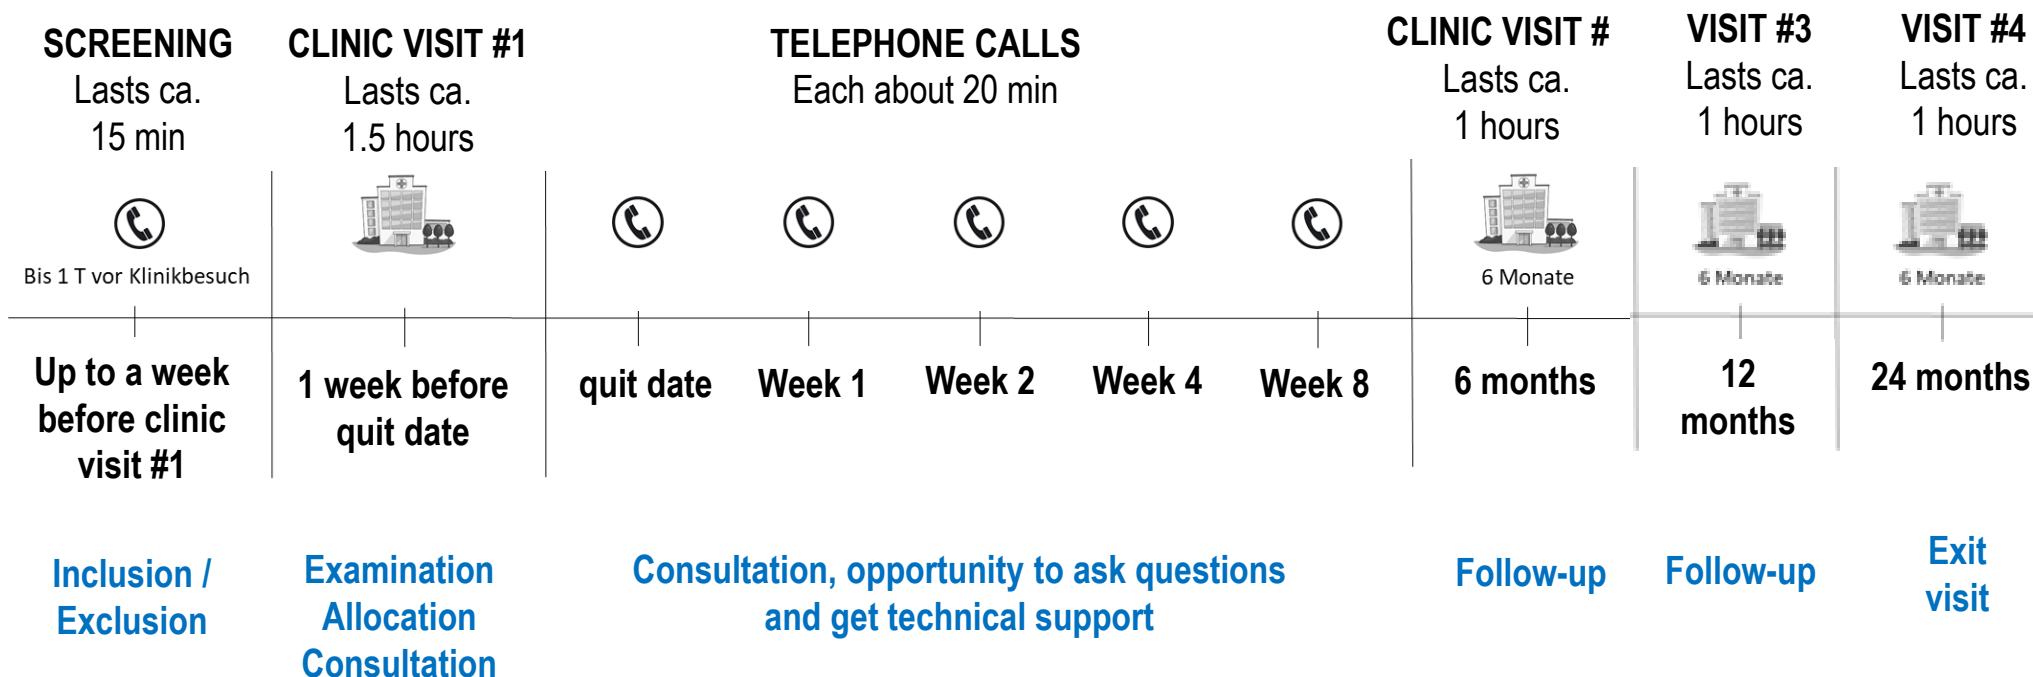 SCREENING
Lasts ca.
15 min
CLINIC VISIT #1
Lasts ca.
1.5 hours
TELEPHONE CALLS
Each about 20 min
CLINIC VISIT #
Lasts ca.
1 hours
VISIT #3
Lasts ca.
1 hours
VISIT #4
Lasts ca.
1 hours
Bis 1 T vor Klinikbesuch
6 Monate
6 Monate
6 Monate
Up to a week
before clinic
visit #1
1 week before
quit date
quit date
Week 1
Week 2
Week 4
Week 8
6 months
12
months
24 months
Inclusion /
Exclusion
Examination
Allocation
Consultation
Consultation, opportunity to ask questions
and get technical support
Follow-up
Follow-up
Exit
visit